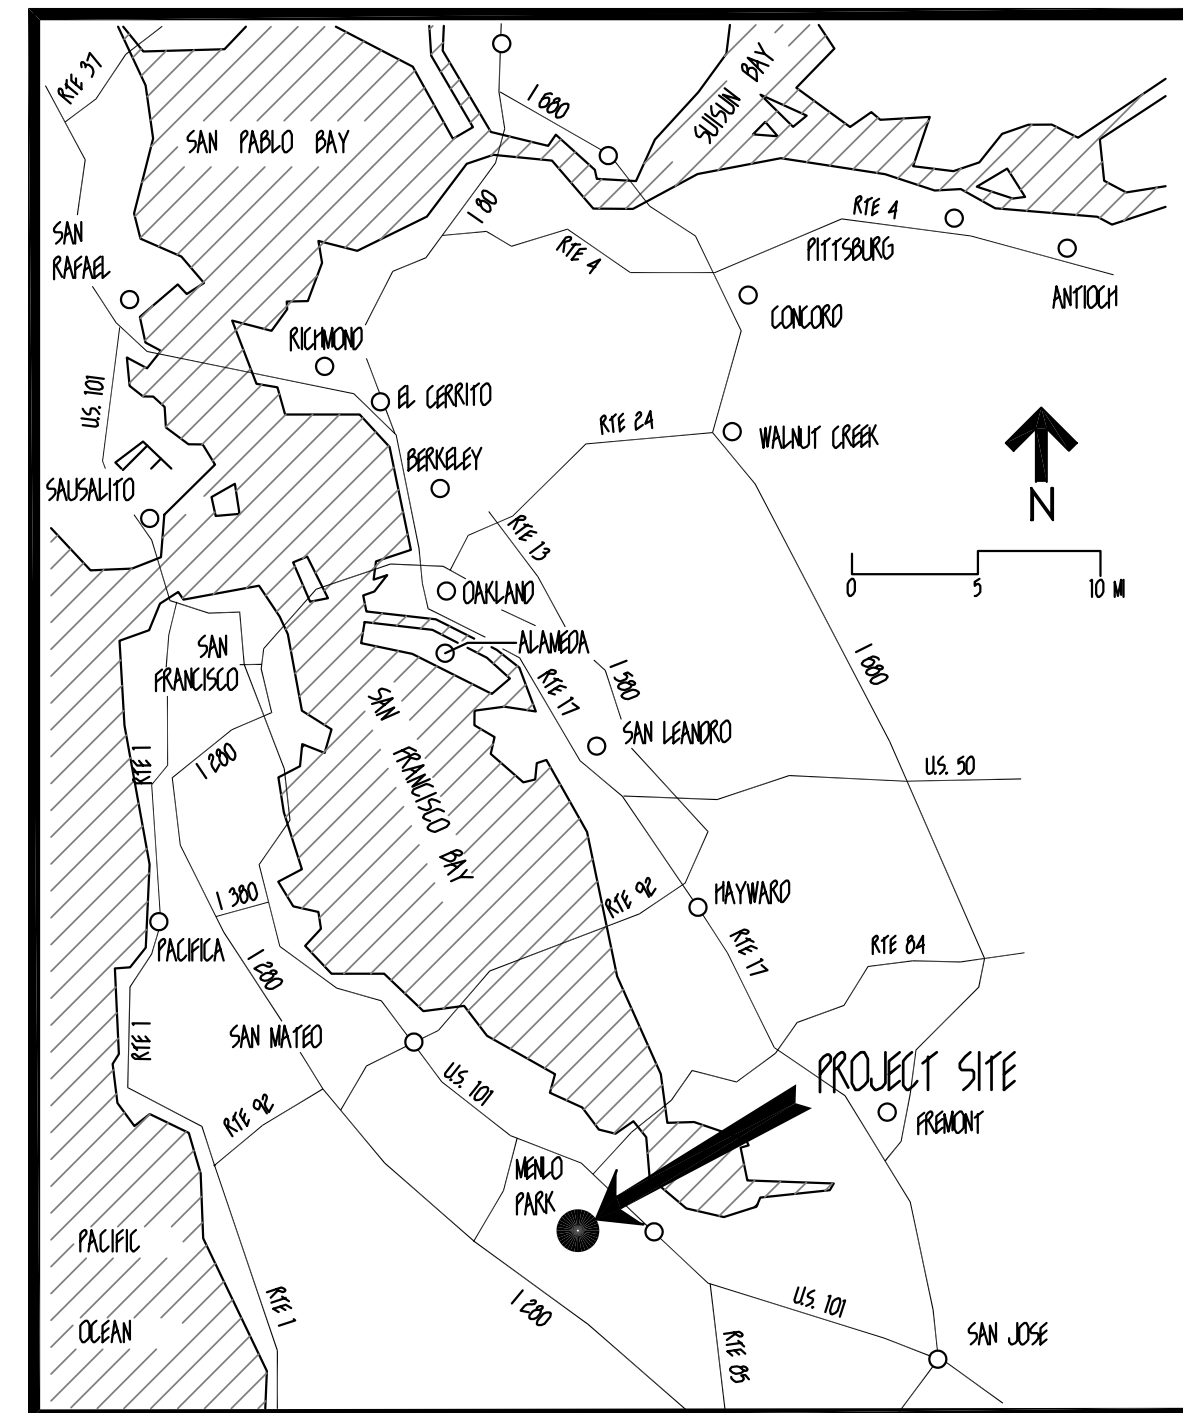 RTE 37
SAN PABLO BAY
I 680
SUISUN BAY
I 80
RTE 4
RTE 4
PITTSBURG
ANTIOCH
SAN
RAFAEL
CONCORD
RICHMOND
U.S. 101
EL CERRITO
RTE 24
WALNUT CREEK
BERKELEY
SAUSALITO
N
RTE 13
0 5 10 MI
OAKLAND
SAN
FRANCISCO
ALAMEDA
I 580
RTE 17
I 680
SAN
FRANCISCO
BAY
SAN LEANDRO
RTE 1
I 280
U.S. 50
I 380
RTE 92
HAYWARD
PACIFICA
I 280
RTE 17
RTE 84
RTE 1
SAN MATEO
U.S. 101
PROJECT SITE
RTE 92
FREMONT
MENLO
PARK
PACIFIC
OCEAN
RTE 1
I 280
U.S. 101
RTE 85
SAN JOSE